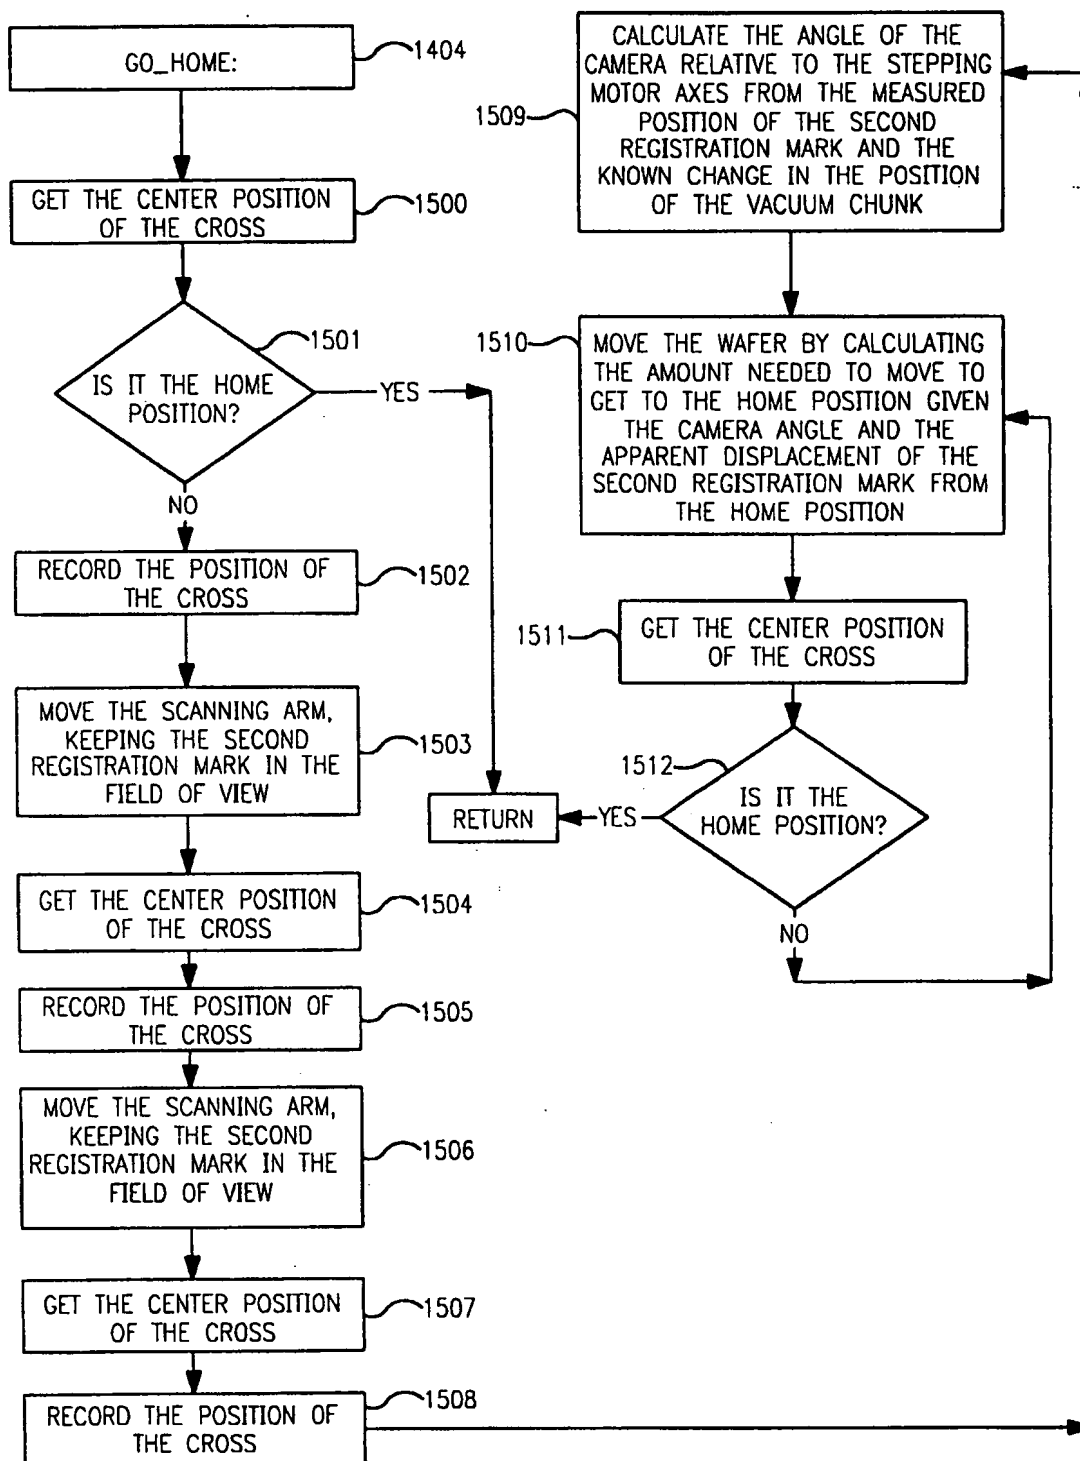 GO_HOME:
1404
GET THE CENTER POSITION
OF THE CROSS
1500
IS IT THE HOME
POSITION?
1501
YES
NO
RECORD THE POSITION OF
THE CROSS
1502
MOVE THE SCANNING ARM,
KEEPING THE SECOND
REGISTRATION MARK IN THE
FIELD OF VIEW
1503
GET THE CENTER POSITION
OF THE CROSS
1504
RECORD THE POSITION OF
THE CROSS
1505
MOVE THE SCANNING ARM,
KEEPING THE SECOND
REGISTRATION MARK IN THE
FIELD OF VIEW
1506
GET THE CENTER POSITION
OF THE CROSS
1507
RECORD THE POSITION OF
THE CROSS
1508
CALCULATE THE ANGLE OF THE
CAMERA RELATIVE TO THE STEPPING
MOTOR AXES FROM THE MEASURED
POSITION OF THE SECOND
REGISTRATION MARK AND THE
KNOWN CHANGE IN THE POSITION
OF THE VACUUM CHUNK
1509
MOVE THE WAFER BY CALCULATING
THE AMOUNT NEEDED TO MOVE TO
GET TO THE HOME POSITION GIVEN
THE CAMERA ANGLE AND THE
APPARENT DISPLACEMENT OF THE
SECOND REGISTRATION MARK FROM
THE HOME POSITION
1510
GET THE CENTER POSITION
OF THE CROSS
1511
IS IT THE
HOME POSITION?
1512
YES
RETURN
NO